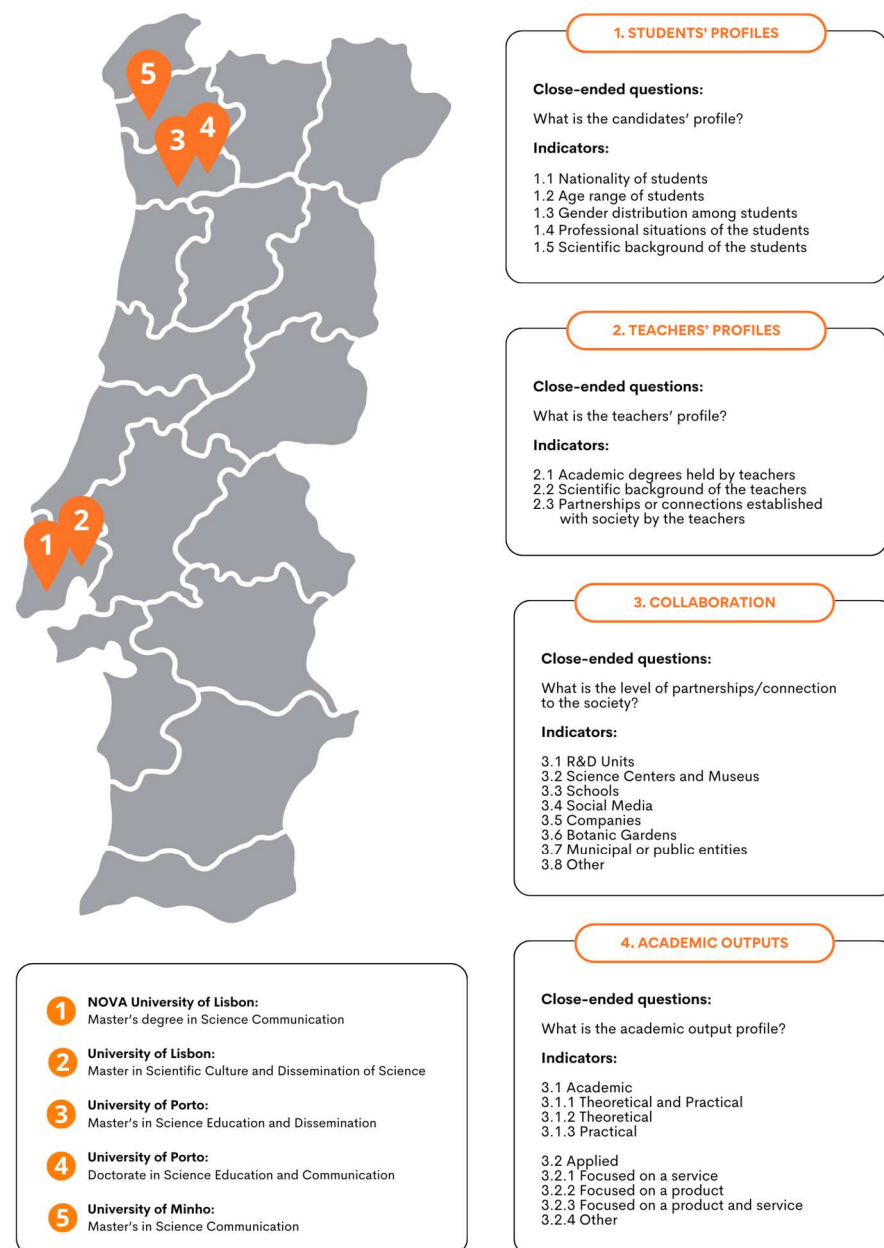 5
3
4
2
1
1
NOVA University of Lisbon:
Master's degree in Science Communication
2
University of Lisbon:
Master in Scientific Culture and Dissemination of Science
3
University of Porto:
Master's in Science Education and Dissemination
4
University of Porto:
Doctorate in Science Education and Communication
5
University of Minho:
Master's in Science Communication
1. STUDENTS' PROFILES
Close-ended questions:
What is the candidates' profile?
Indicators:
1.1 Nationality of students
1.2 Age range of students
1.3 Gender distribution among students
1.4 Professional situations of the students
1.5 Scientific background of the students
2. TEACHERS' PROFILES
Close-ended questions:
What is the teachers' profile?
Indicators:
2.1 Academic degrees held by teachers
2.2 Scientific background of the teachers
2.3 Partnerships or connections established
with society by the teachers
3. COLLABORATION
Close-ended questions:
What is the level of partnerships/connection
to the society?
Indicators:
3.1 R&D Units
3.2 Science Centers and Museus
3.3 Schools
3.4 Social Media
3.5 Companies
3.6 Botanic Gardens
3.7 Municipal or public entities
3.8 Other
4. ACADEMIC OUTPUTS
Close-ended questions:
What is the academic output profile?
Indicators:
3.1 Academic
3.1.1 Theoretical and Practical
3.1.2 Theoretical
3.1.3 Practical
3.2 Applied
3.2.1 Focused on a service
3.2.2 Focused on a product
3.2.3 Focused on a product and service
3.2.4 Other